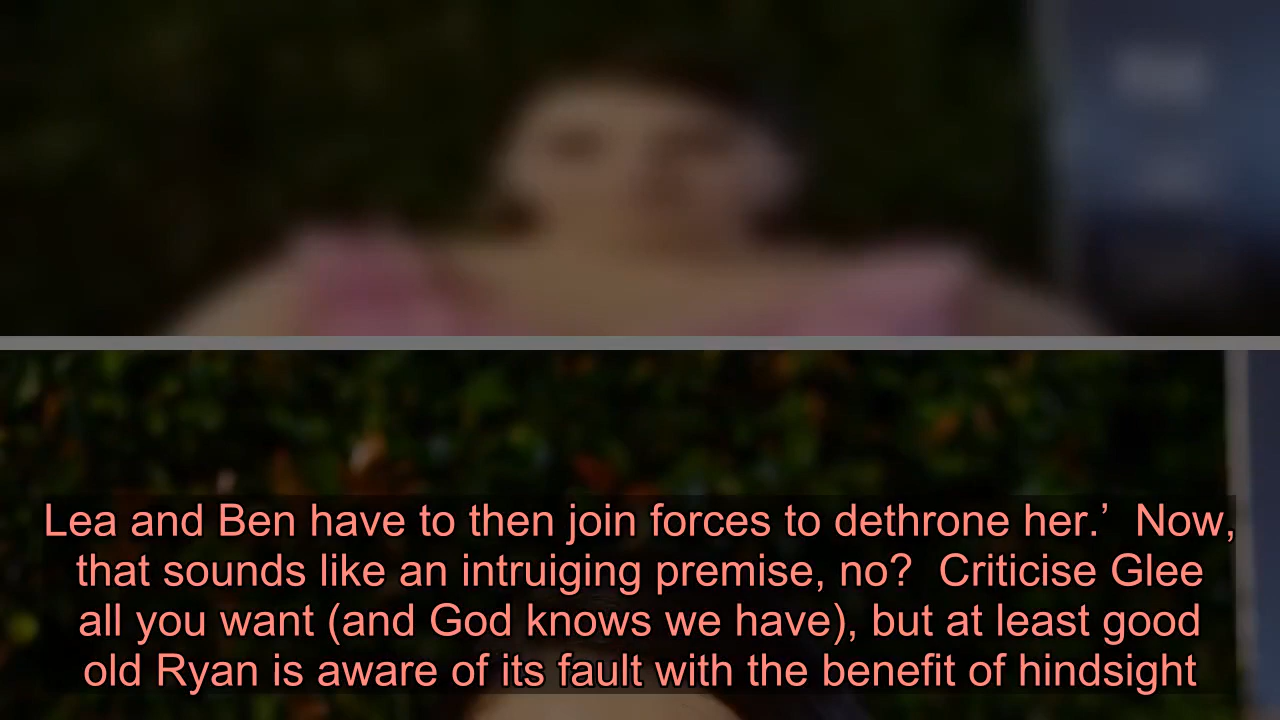 Lea and Ben have to then join forces to dethrone her.’  Now,
that sounds like an intruiging premise, no?  Criticise Glee
all you want (and God knows we have), but at least good
old Ryan is aware of its fault with the benefit of hindsight